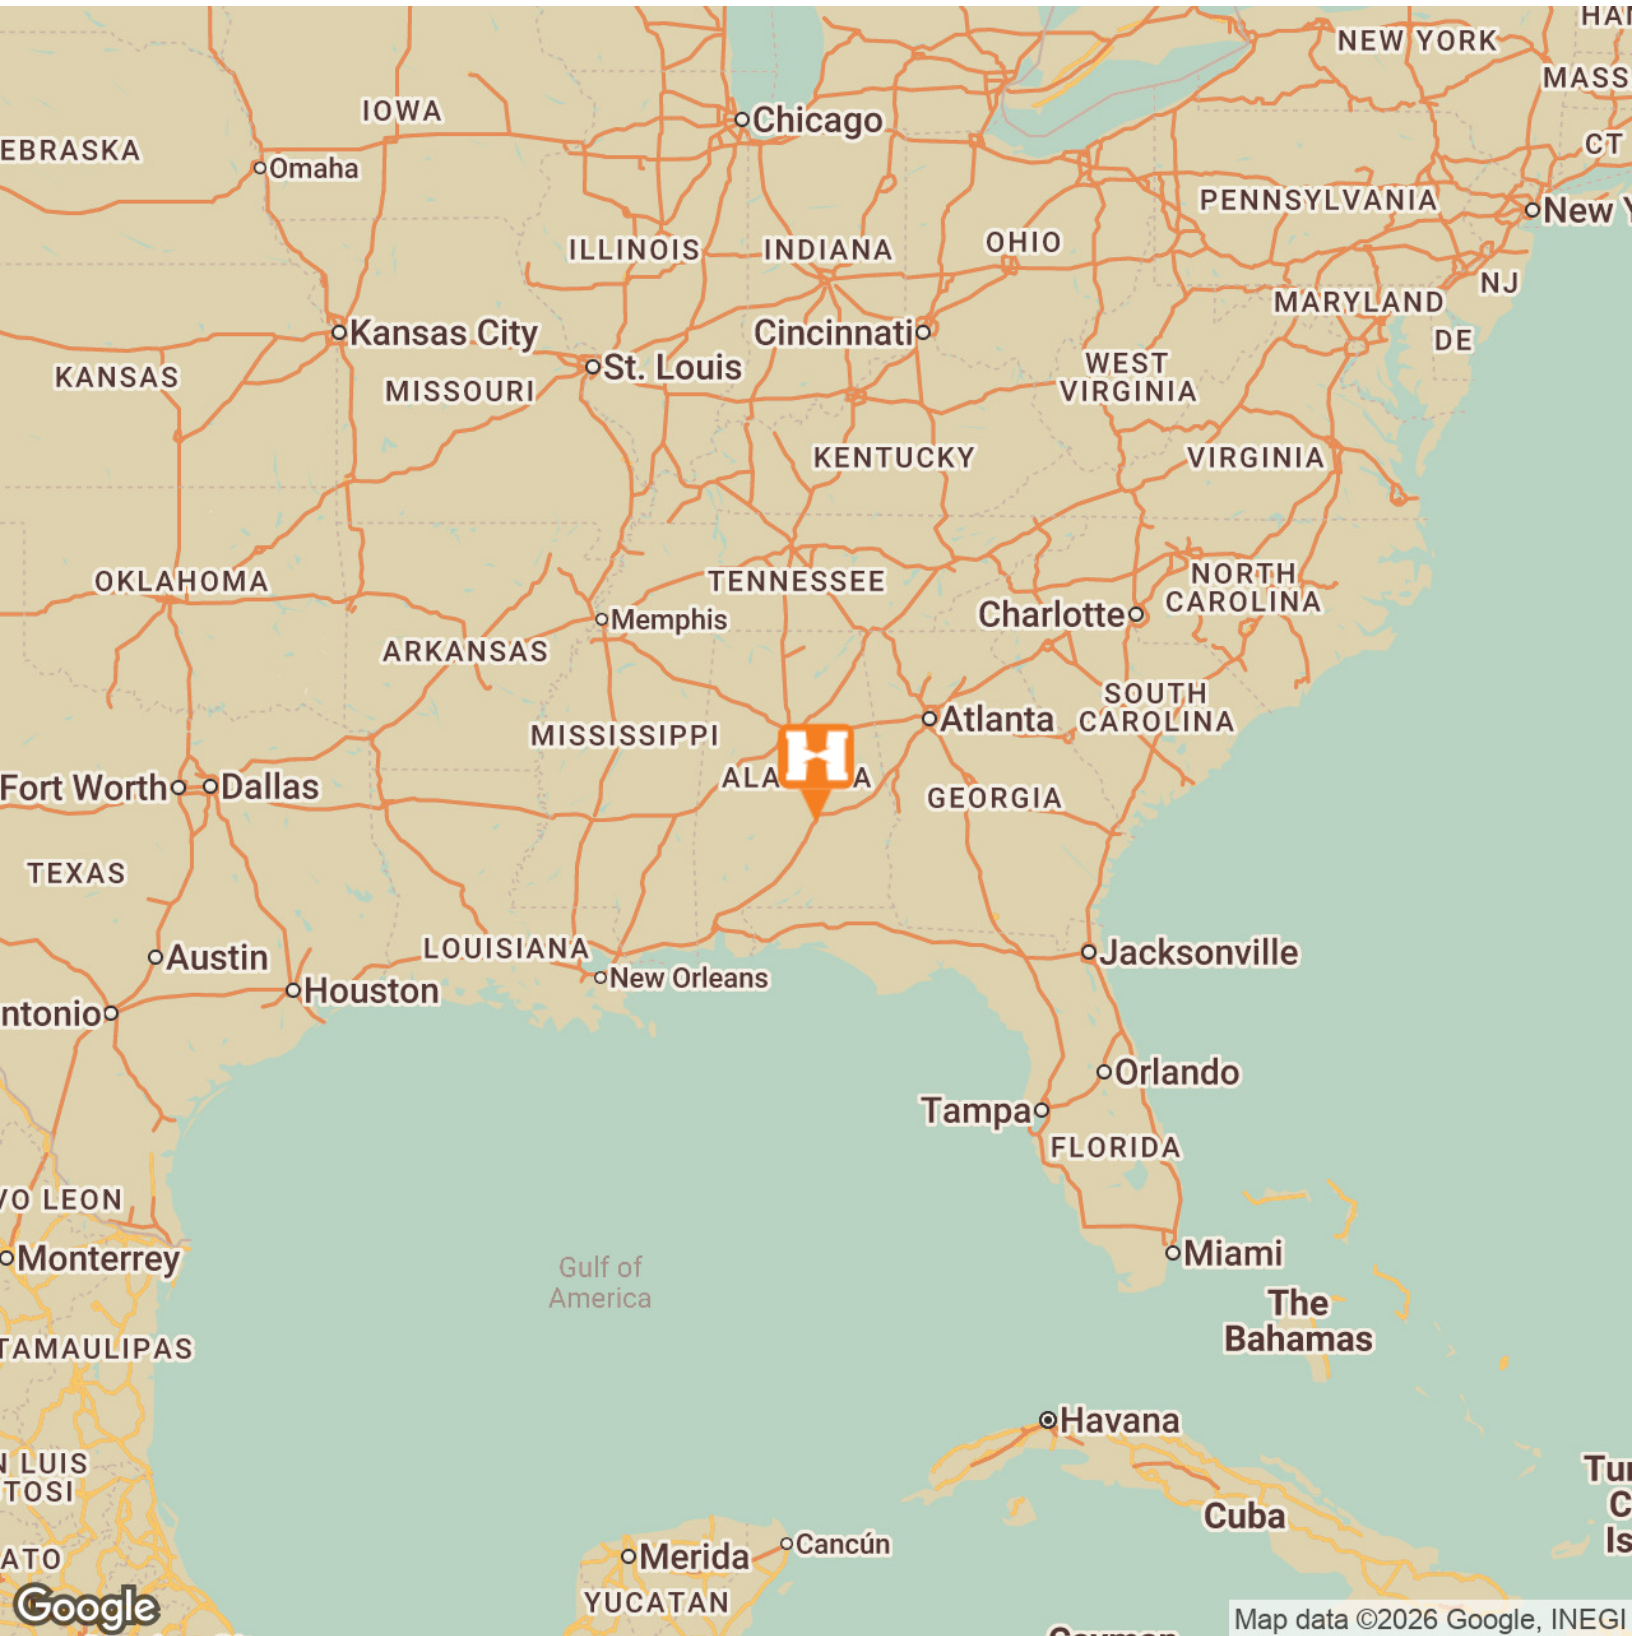 HAI
NEW YORK
MASS
IOWA
Chicago
EBRASKA
CT
Omaha
PENNSYLVANIA
New Y
ILLINOIS
INDIANA
OHIO
NJ
MARYLAND
Kansas City
Cincinnati
DE
St. Louis
WEST
VIRGINIA
KANSAS
MISSOURI
KENTUCKY
VIRGINIA
OKLAHOMA
TENNESSEE
NORTH
CAROLINA
Memphis
Charlotte
ARKANSAS
SOUTH
CAROLINA
Atlanta
MISSISSIPPI
H
ALA
A
Fort Worth
Dallas
GEORGIA
TEXAS
LOUISIANA
Jacksonville
Austin
New Orleans
Houston
ntonio
Orlando
Tampa
FLORIDA
VO LEON
Monterrey
Gulf of
America
Miami
The
Bahamas
TAMAULIPAS
Havana
N LUIS
TOSI
Tur
C
Is
Cuba
Merida
Cancún
ATO
YUCATAN
Google
Map data ©2026 Google, INEGI